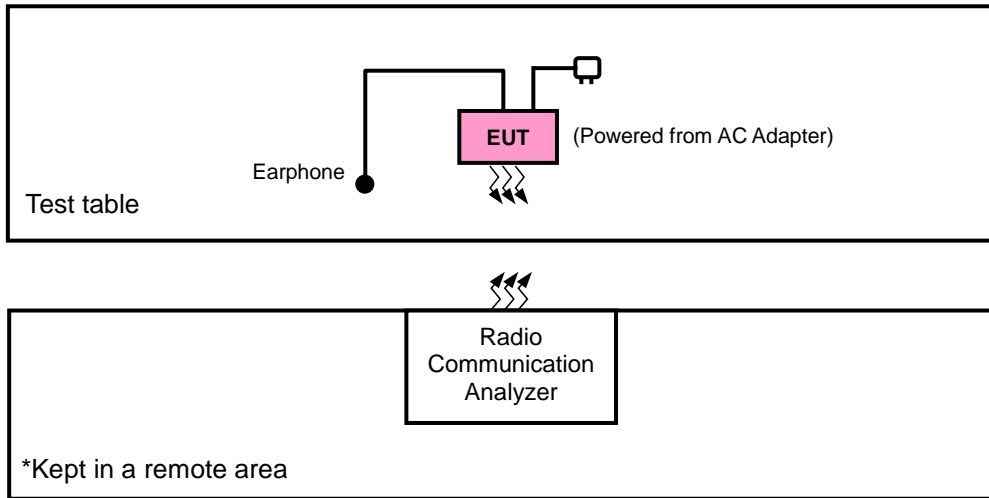 EUT
(Powered from AC Adapter)
Earphone
Test table
Radio
Communication
Analyzer
*Kept in a remote area